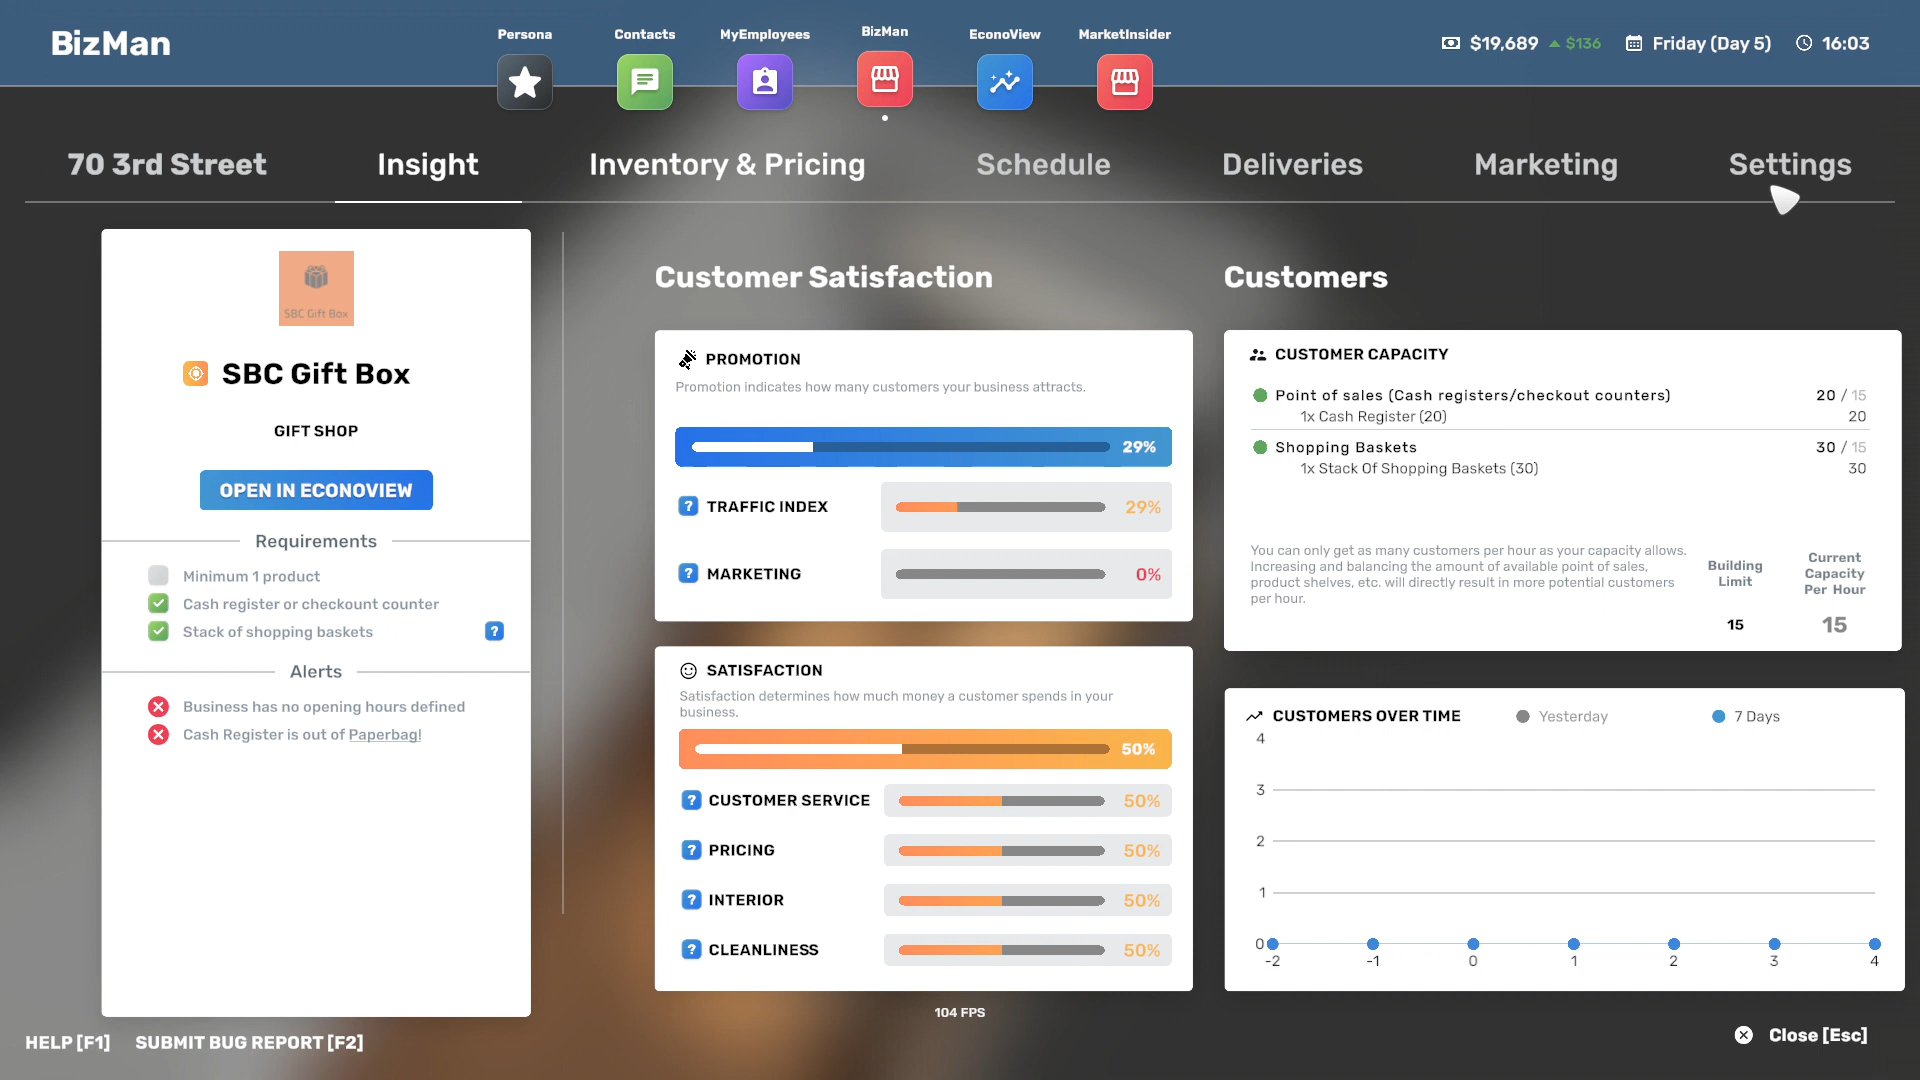 BizMan
Persona
Contacts
MyEmployees
BizMan
EconoView
MarketInsider
$19,689 $136 Friday (Day 5) 16:03
70 3rd Street
Insight
Inventory & Pricing
Schedule
Deliveries
Marketing
Settings
SBC Gift Box
SBC Gift Box
GIFT SHOP
OPEN IN ECONOVIEW
Requirements
Minimum 1 product
Cash register or checkount counter
Stack of shopping baskets ?
Alerts
Business has no opening hours defined
Cash Register is out of Paperbag!
Customer Satisfaction
PROMOTION
Promotion indicates how many customers your business attracts.
29%
? TRAFFIC INDEX 29%
? MARKETING 0%
SATISFACTION
Satisfaction determines how much money a customer spends in your
business.
50%
? CUSTOMER SERVICE 50%
? PRICING 50%
? INTERIOR 50%
? CLEANLINESS 50%
Customers
CUSTOMER CAPACITY
Point of sales (Cash registers/checkout counters) 20 / 15
1x Cash Register (20) 20
Shopping Baskets 30 / 15
1x Stack Of Shopping Baskets (30) 30
You can only get as many customers per hour as your capacity allows.
Increasing and balancing the amount of available point of sales,
product shelves, etc. will directly result in more potential customers
per hour.
Building
Limit
15
Current
Capacity
Per Hour
15
CUSTOMERS OVER TIME Yesterday 7 Days
4
3
2
1
0
-2 -1 0 1 2 3 4
104 FPS
HELP [F1] SUBMIT BUG REPORT [F2]
Close [Esc]